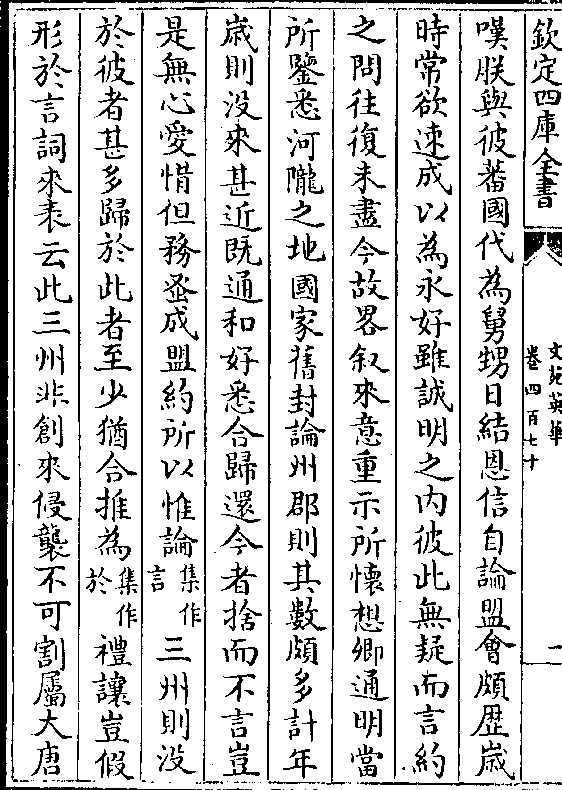 欽定四庫全書
文苑英華
卷四百七十
二
嘆朕與彼蕃國代為舅甥日結恩信自論盟會頗歴嵗
時常欲速成以為永好雖誠明之内彼此無疑而言約
之問往復未盡今故畧叙來意重示所懷想卿通明當
所鑒悉河隴之地國家舊封論州郡則其數頗多計年
嵗則没來甚近既通和好悉合歸還今者捨而不言豈
是無心愛惜但務蚤成盟約所以惟論集作言三州則没
於彼者甚多歸於此者至少猶合推為集作於禮讓豈假
形於言詞來表云此三州非創來侵襲不可割屬大唐